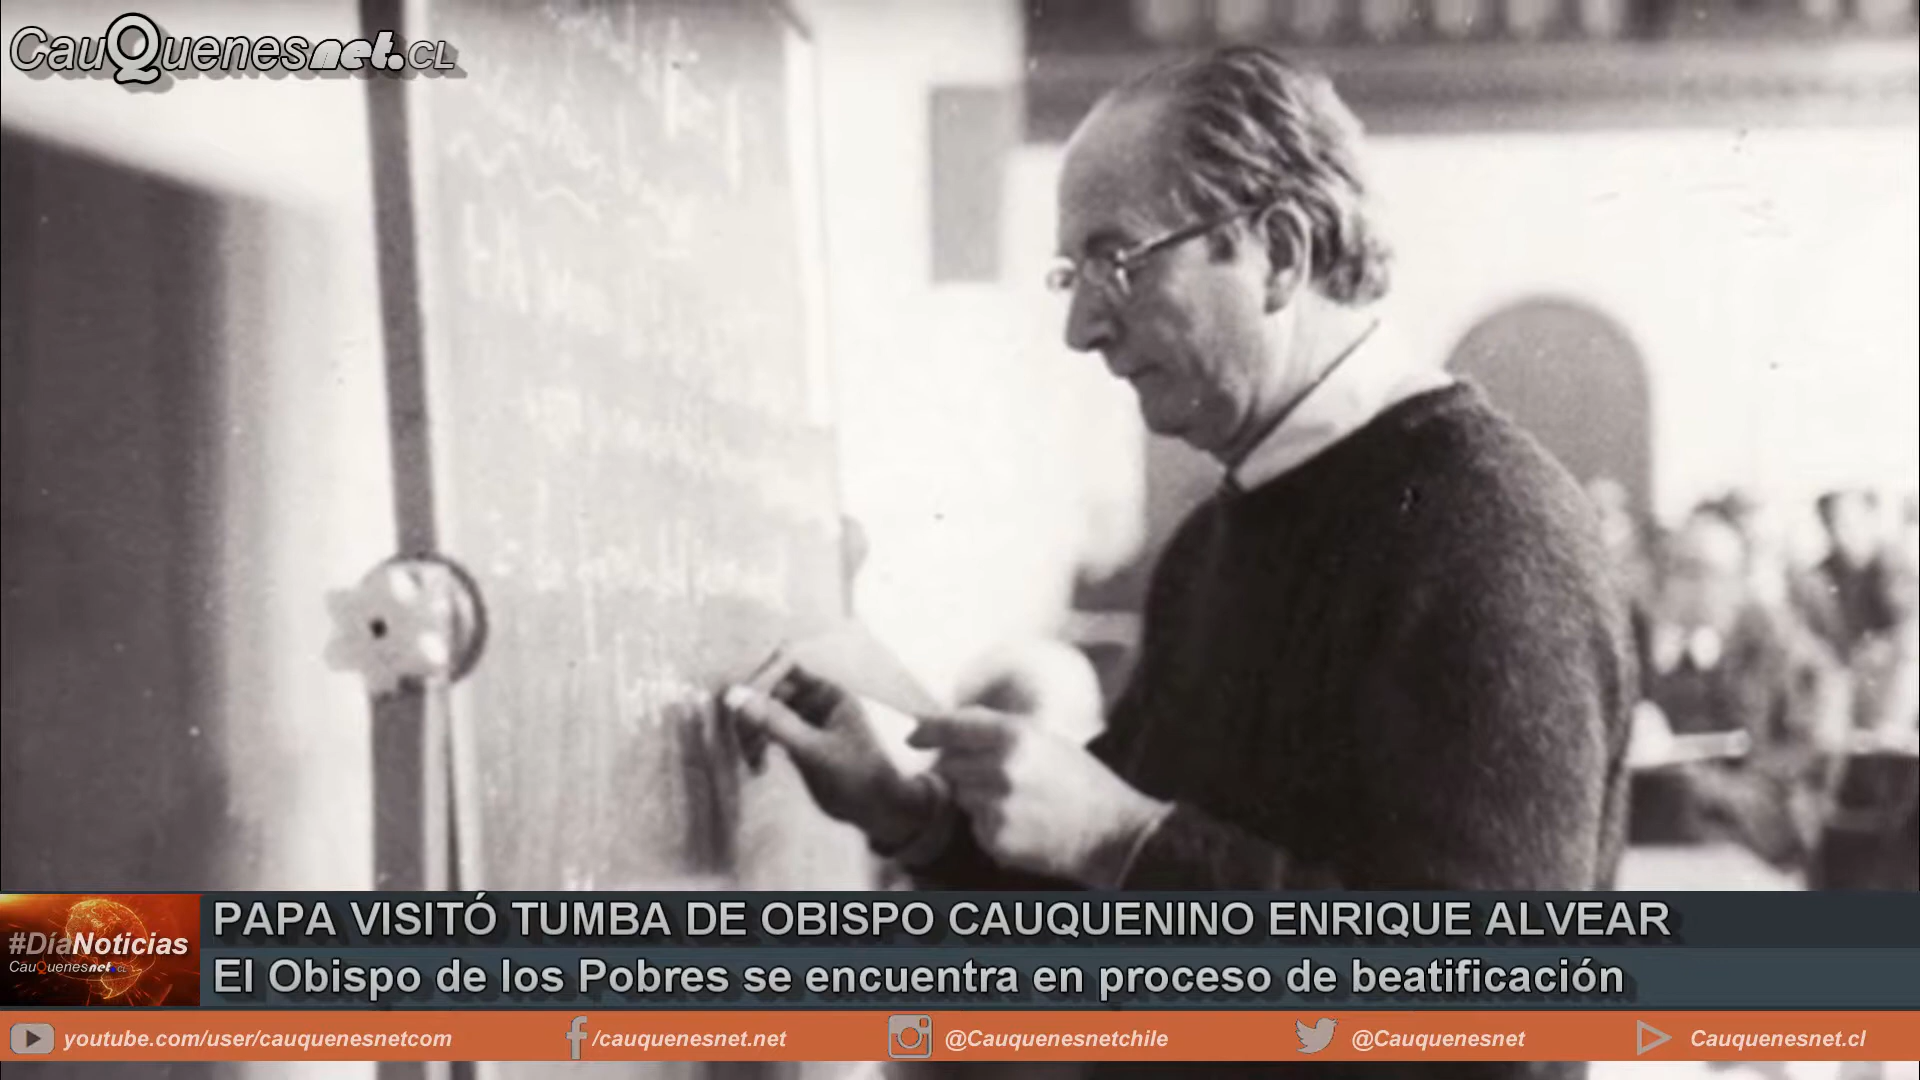 CauQuenesnet.CL
PAPA VISITÓ TUMBA DE OBISPO CAUQUENINO ENRIQUE ALVEAR
#DíaNoticias
CauQuenesnet.CL
El Obispo de los Pobres se encuentra en proceso de beatificación
youtube.com/user/cauquenesnetcom
/cauquenesnet.net
@Cauquenesnetchile
@Cauquenesnet
Cauquenesnet.cl